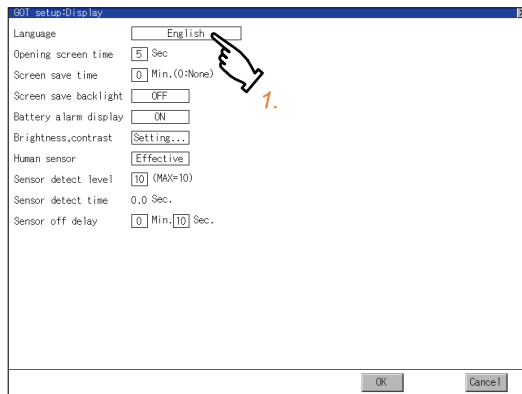 GOT setup:Display
Language English
Opening screen time 5 Sec
Screen save time 0 Min.(0:None)
Screen save backlight OFF
Battery alarm display ON
Brightness,contrast Setting...
Human sensor Effective
Sensor detect level 10 (MAX=10)
Sensor detect time 0.0 Sec.
Sensor off delay 0 Min. 10 Sec.
1.
OK Cancel